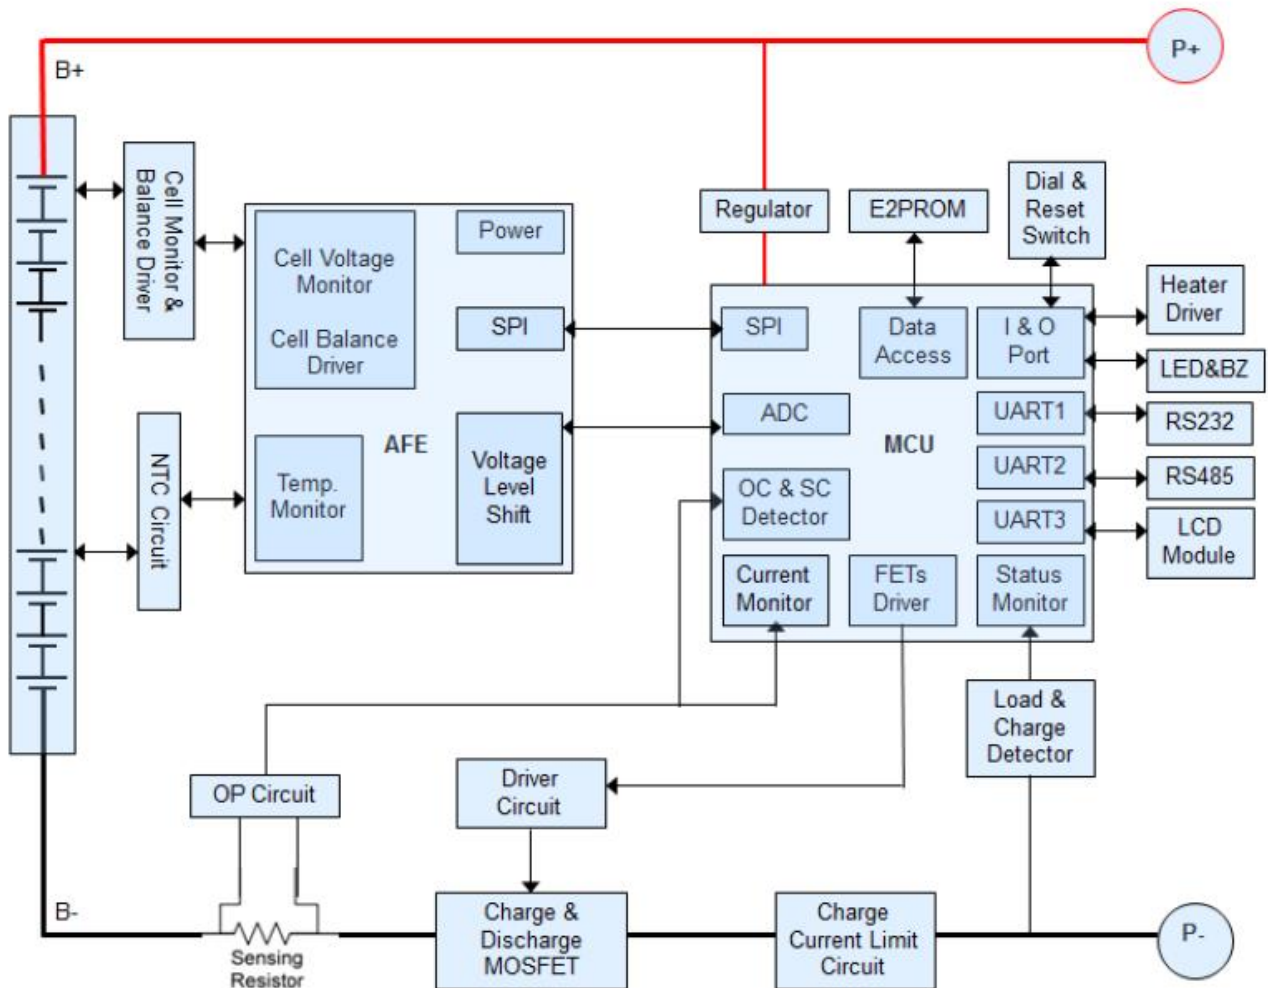 B+
P+
Cell Monitor &
Balance Driver
Cell Voltage
Monitor
Cell Balance
Driver
Power
SPI
AFE
Temp.
Monitor
Voltage
Level
Shift
NTC Circuit
Regulator
E2PROM
Dial &
Reset
Switch
Heater
Driver
LED&BZ
RS232
RS485
LCD
Module
SPI
Data
Access
I & O
Port
ADC
MCU
UART1
UART2
UART3
OC & SC
Detector
Current
Monitor
FETs
Driver
Status
Monitor
Load &
Charge
Detector
OP Circuit
Driver
Circuit
B-
Sensing
Resistor
Charge &
Discharge
MOSFET
Charge
Current Limit
Circuit
P-